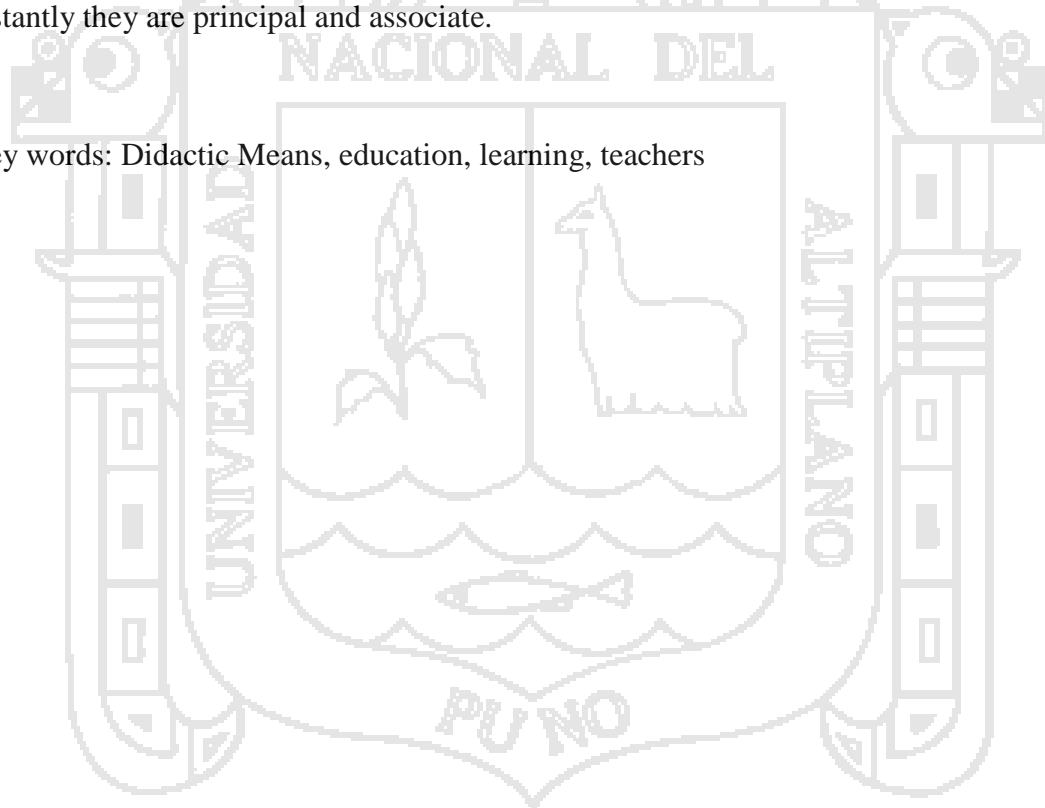 stantly they are principal and associate.
NACIONAL DEL
ey words: Didactic Means, education, learning, teachers
UNIVERSIDAD
ALTIPLANO
PUNO